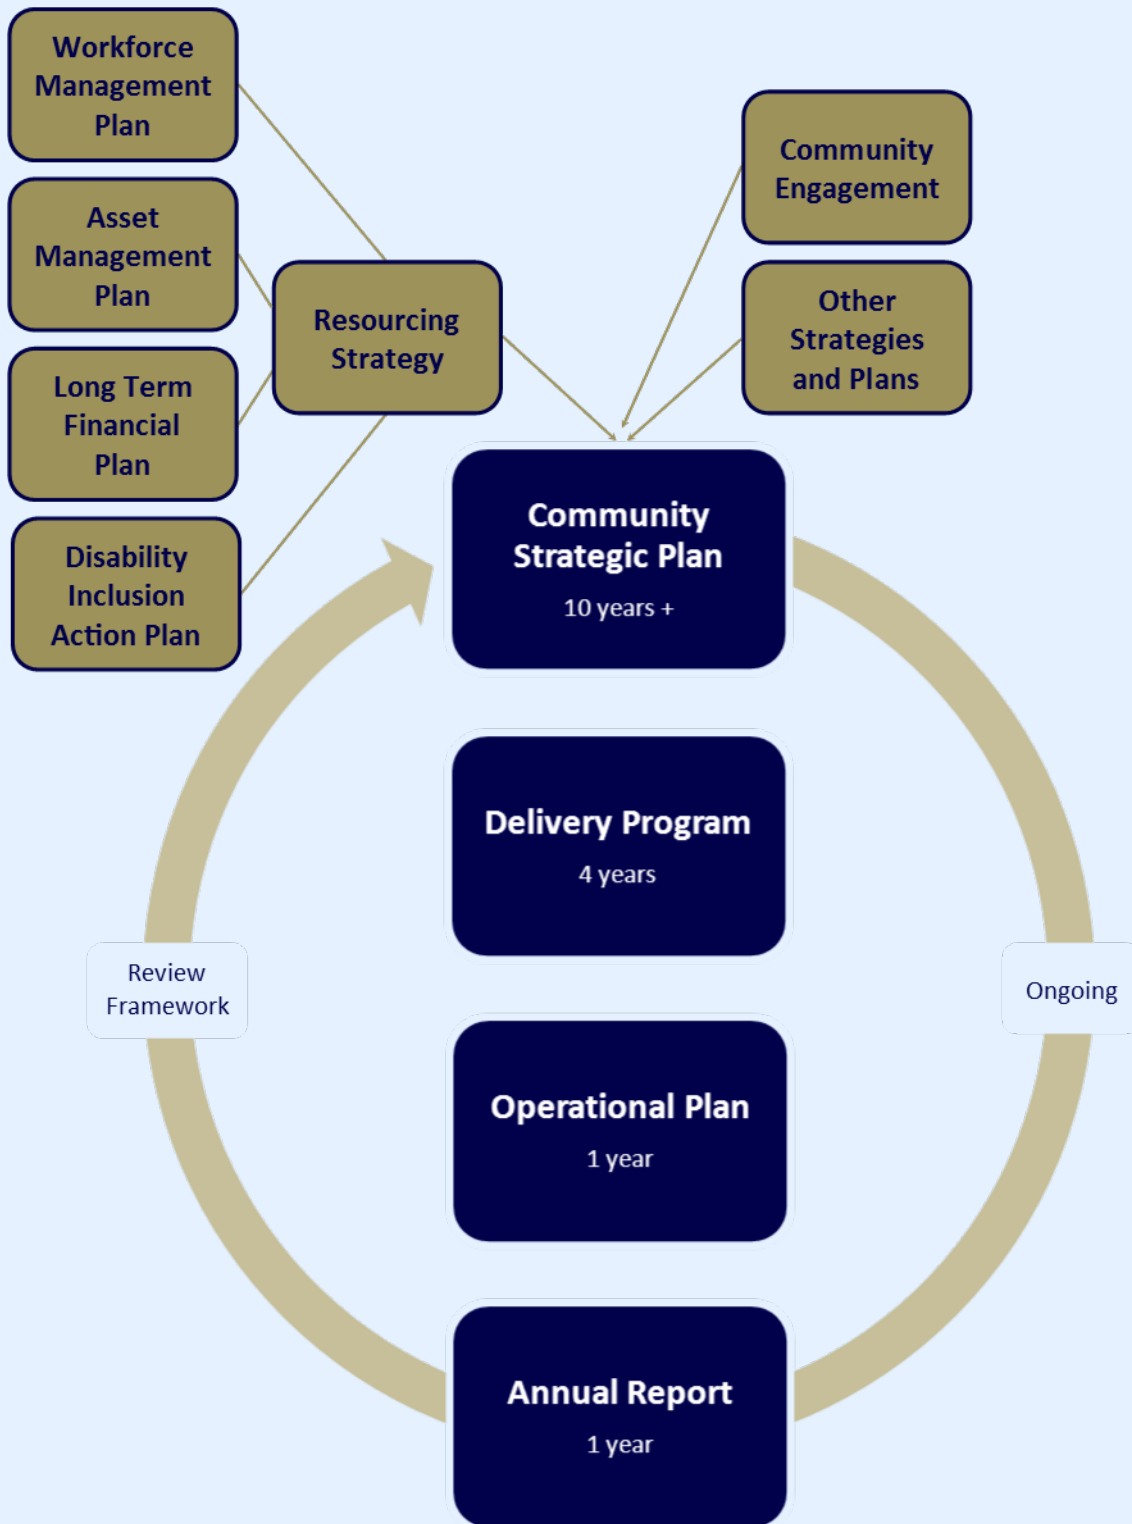 Workforce
Management
Plan
Asset
Management
Plan
Long Term
Financial
Plan
Disability
Inclusion
Action Plan
Resourcing
Strategy
Community
Engagement
Other
Strategies
and Plans
Community
Strategic Plan
10 years +
Delivery Program
4 years
Review
Framework
Ongoing
Operational Plan
1 year
Annual Report
1 year